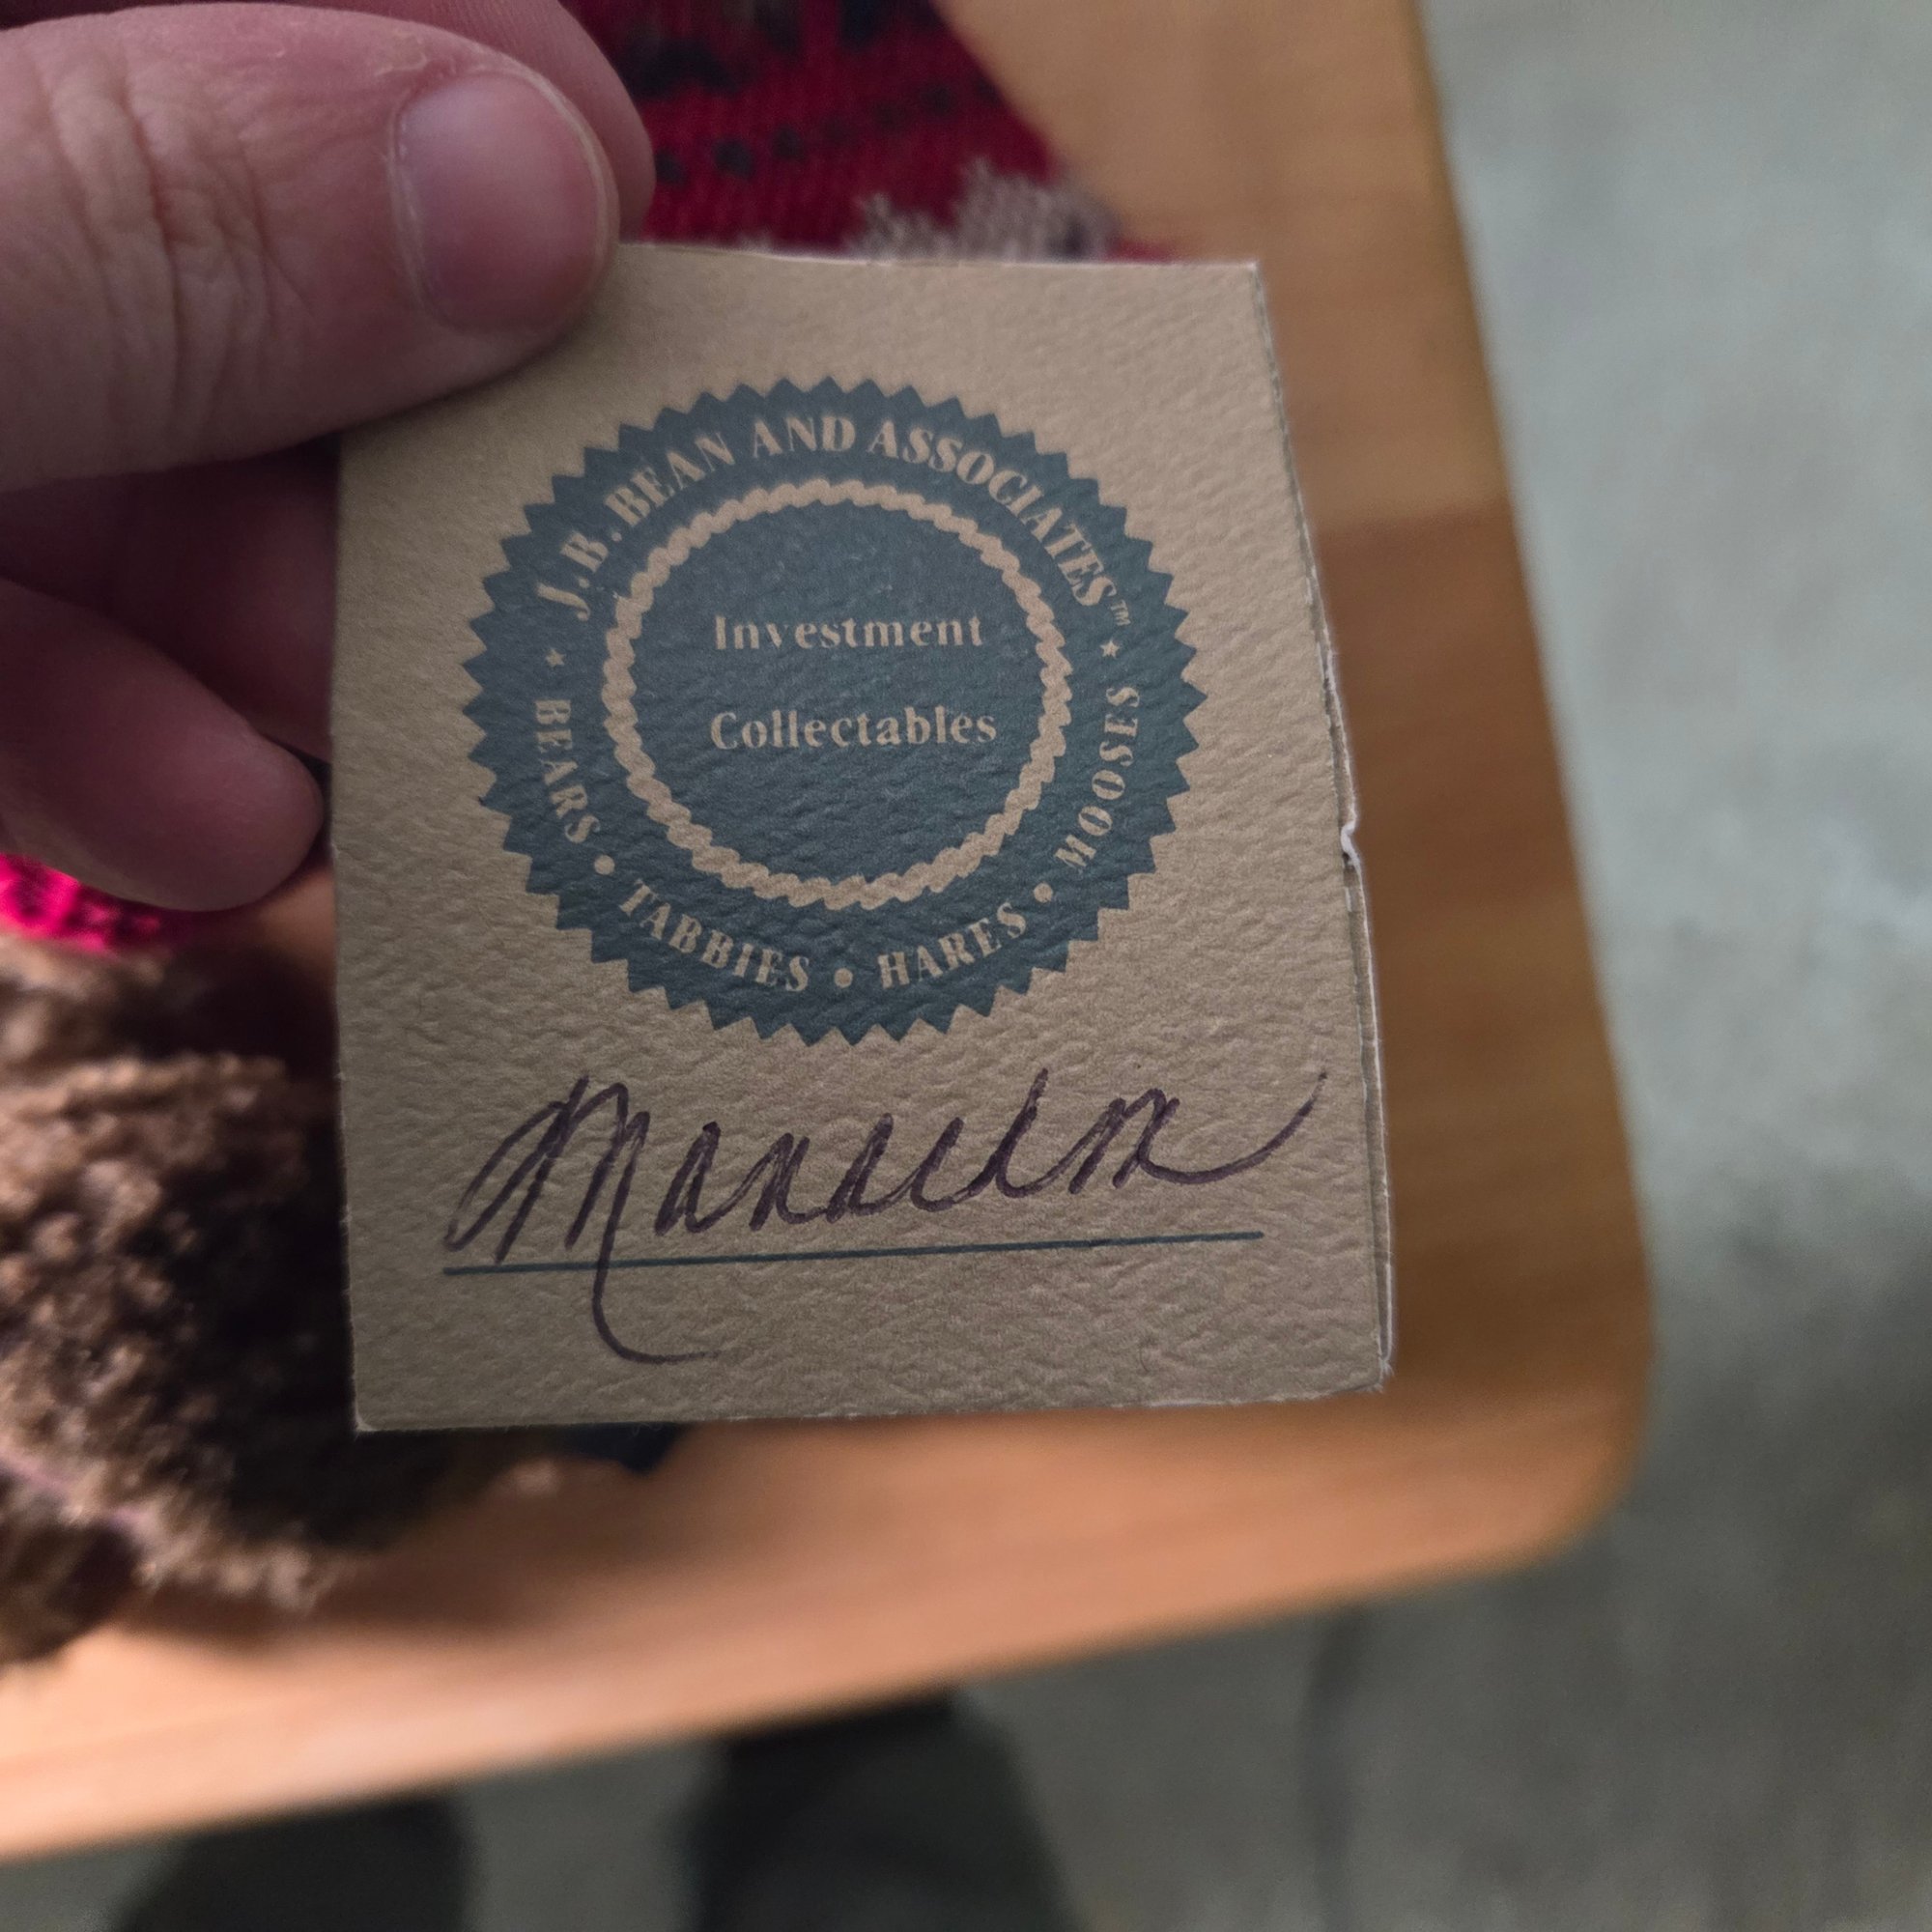 J.B. BEAN AND ASSOCIATES™
Investment
Collectables
★ BEARS • TABBIES • HARES • MOOSES ★